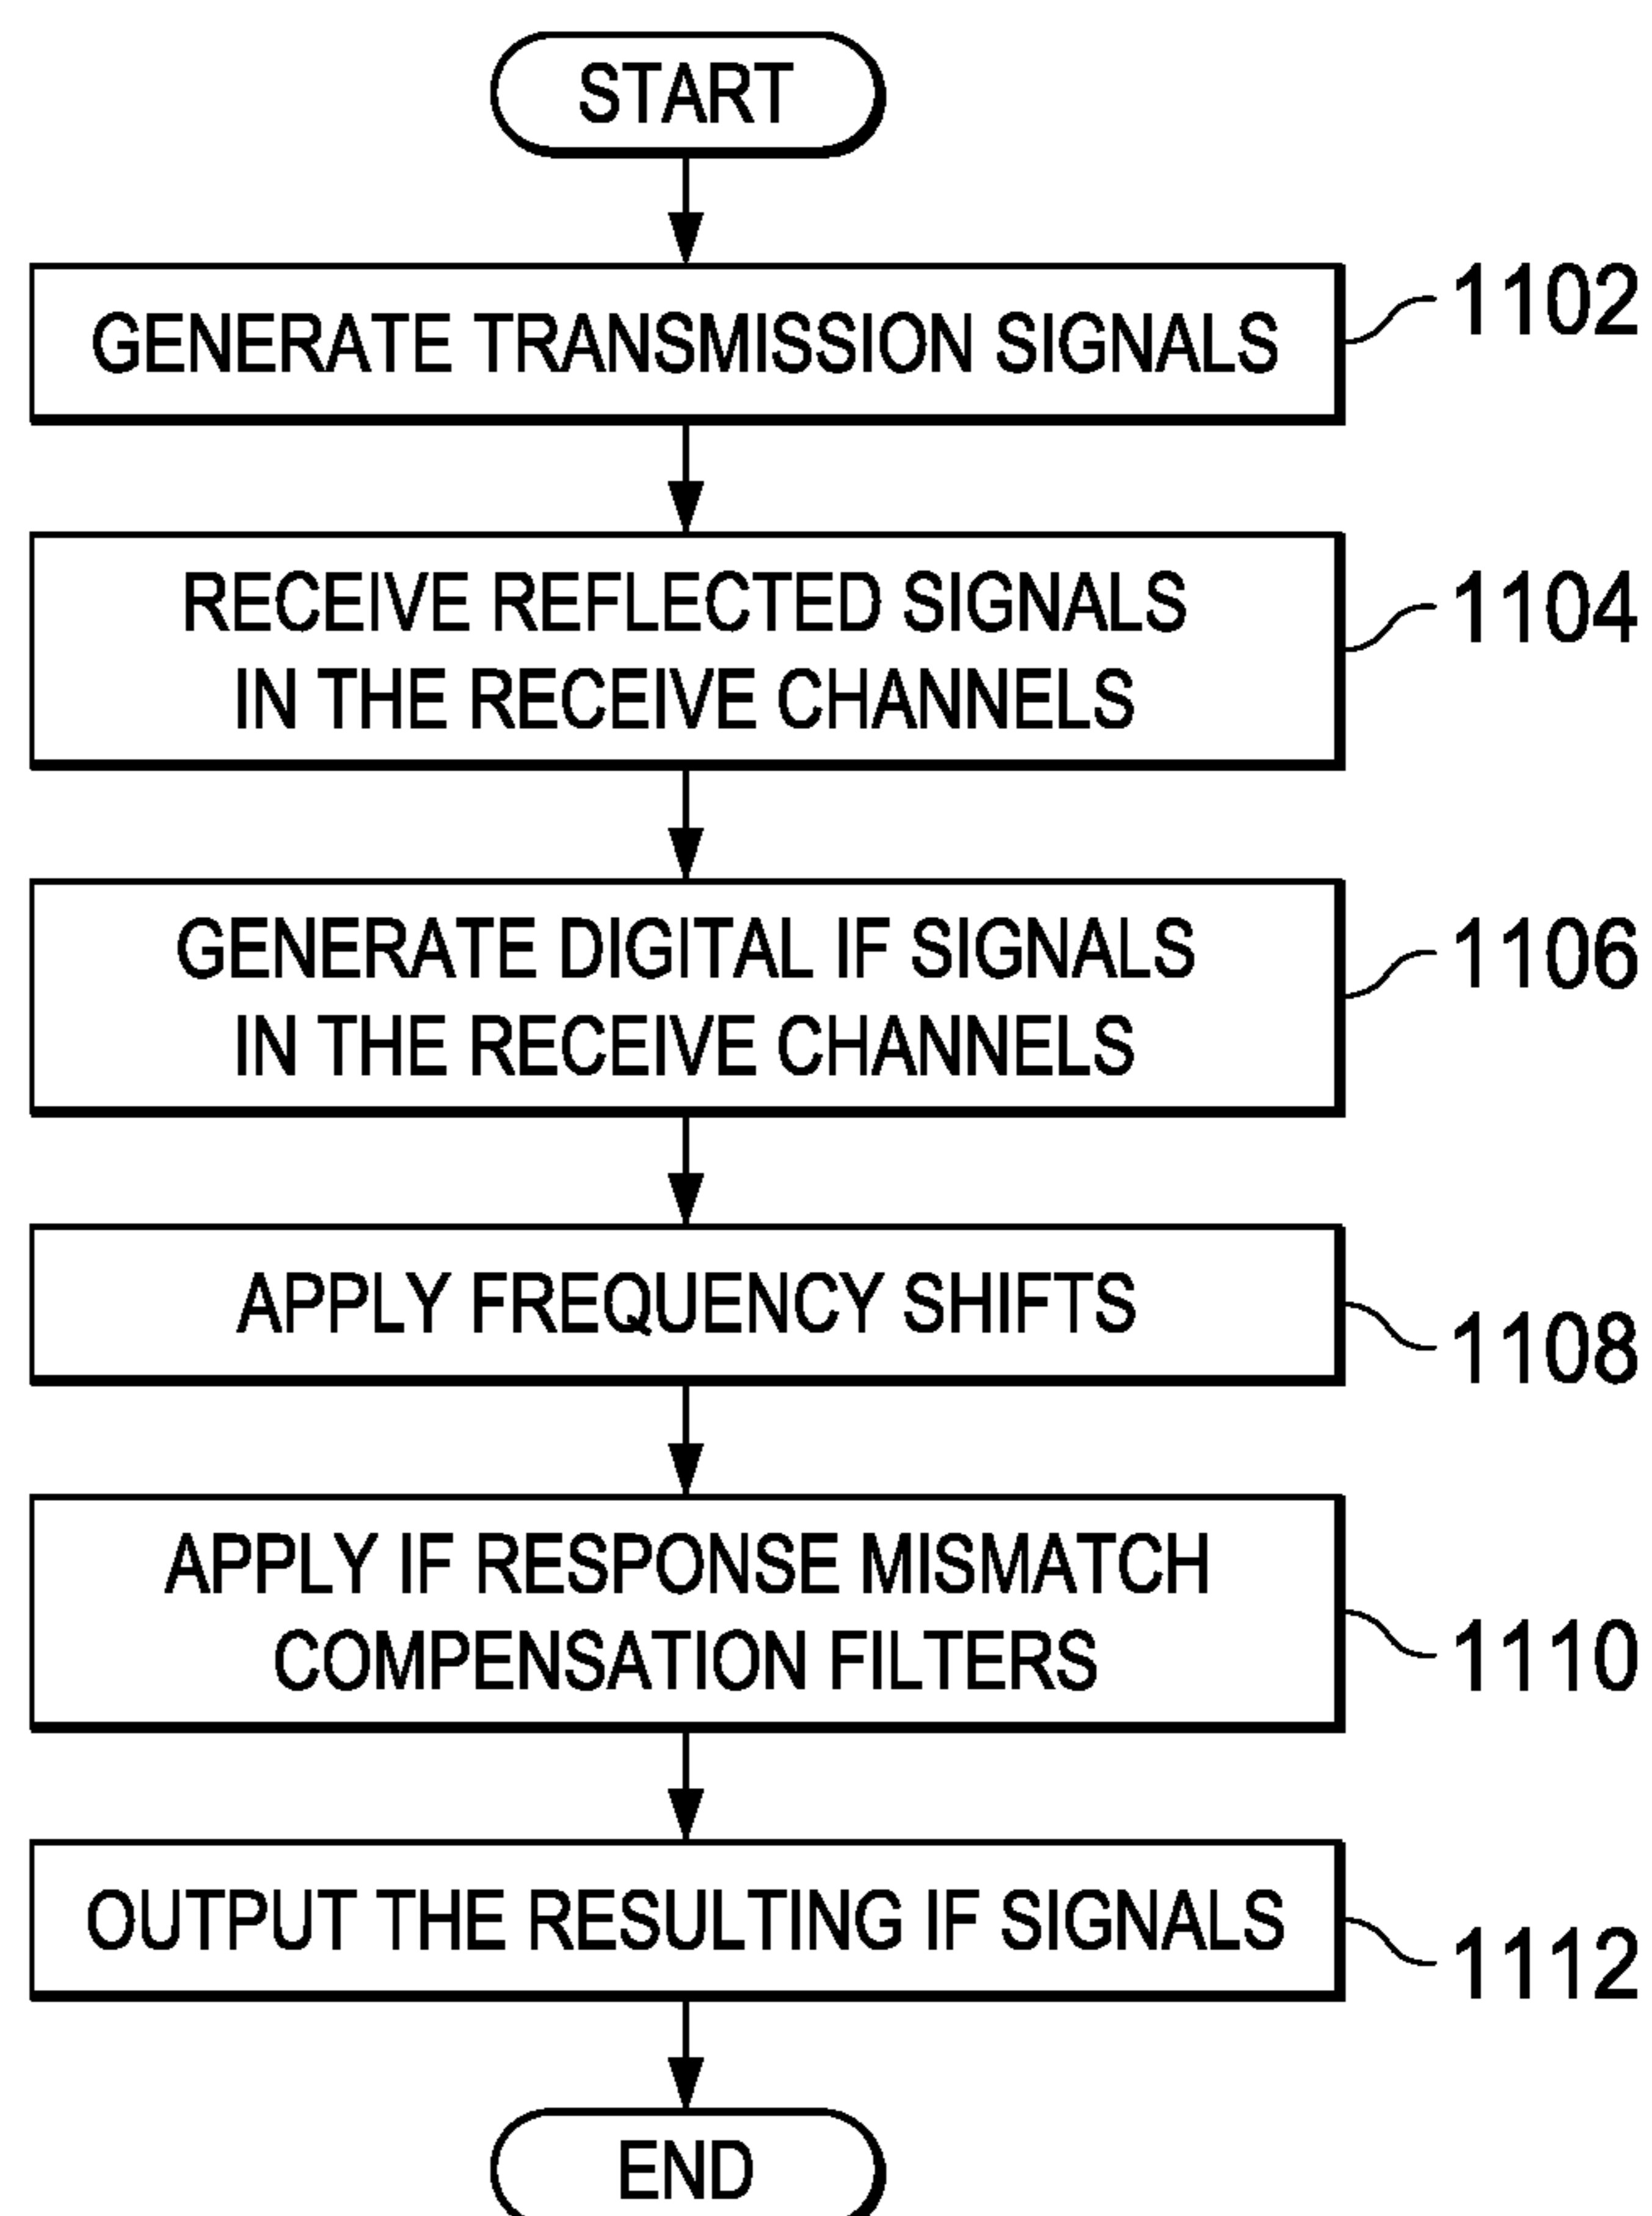 START
GENERATE TRANSMISSION SIGNALS
1102
RECEIVE REFLECTED SIGNALS
IN THE RECEIVE CHANNELS
1104
GENERATE DIGITAL IF SIGNALS
IN THE RECEIVE CHANNELS
1106
APPLY FREQUENCY SHIFTS
1108
APPLY IF RESPONSE MISMATCH
COMPENSATION FILTERS
1110
OUTPUT THE RESULTING IF SIGNALS
1112
END